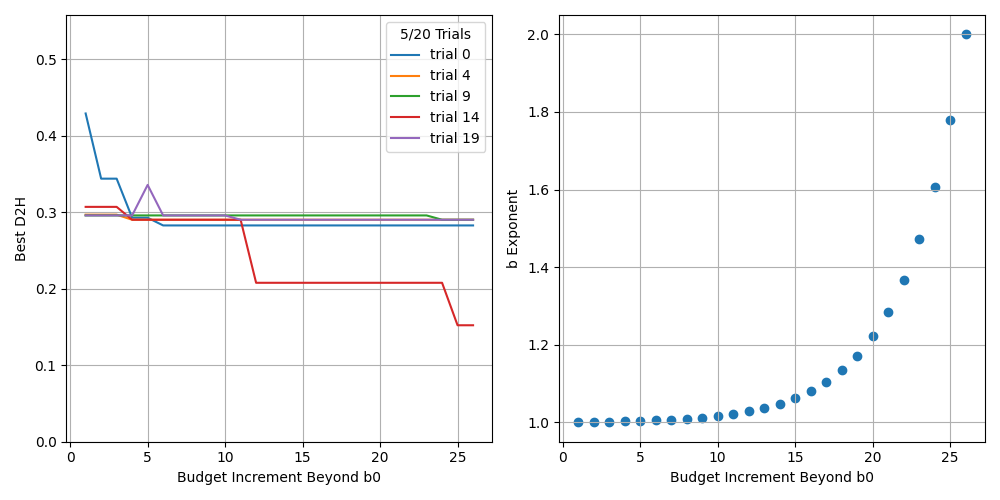 5/20 Trials
trial 0
trial 4
trial 9
trial 14
trial 19
Best D2H
0.5
0.4
0.3
0.2
0.1
0.0
0 5 10 15 20 25
Budget Increment Beyond b0
b Exponent
2.0
1.8
1.6
1.4
1.2
1.0
0 5 10 15 20 25
Budget Increment Beyond b0